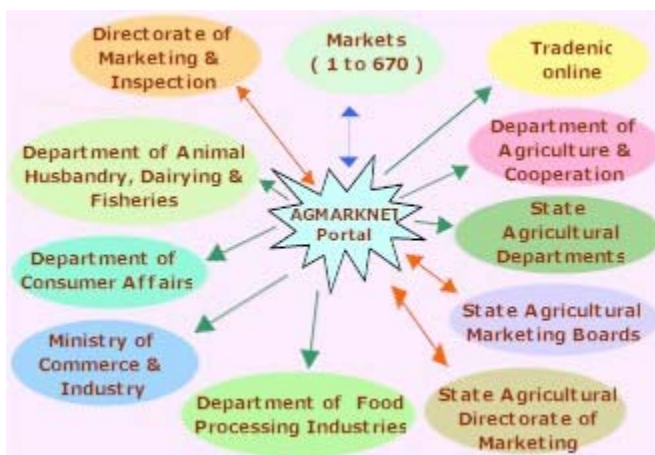 Directorate of
Marketing &
Inspection
Markets
( 1 to 670 )
Tradenic
online
Department of Animal
Husbandry, Dairying &
Fisheries
Department of
Agriculture &
Cooperation
AGMARKNET
Portal
State
Agricultural
Departments
Department of
Consumer Affairs
State Agricultural
Marketing Boards
Ministry of
Commerce &
Industry
Department of Food
Processing Industries
State Agricultural
Directorate of
Marketing